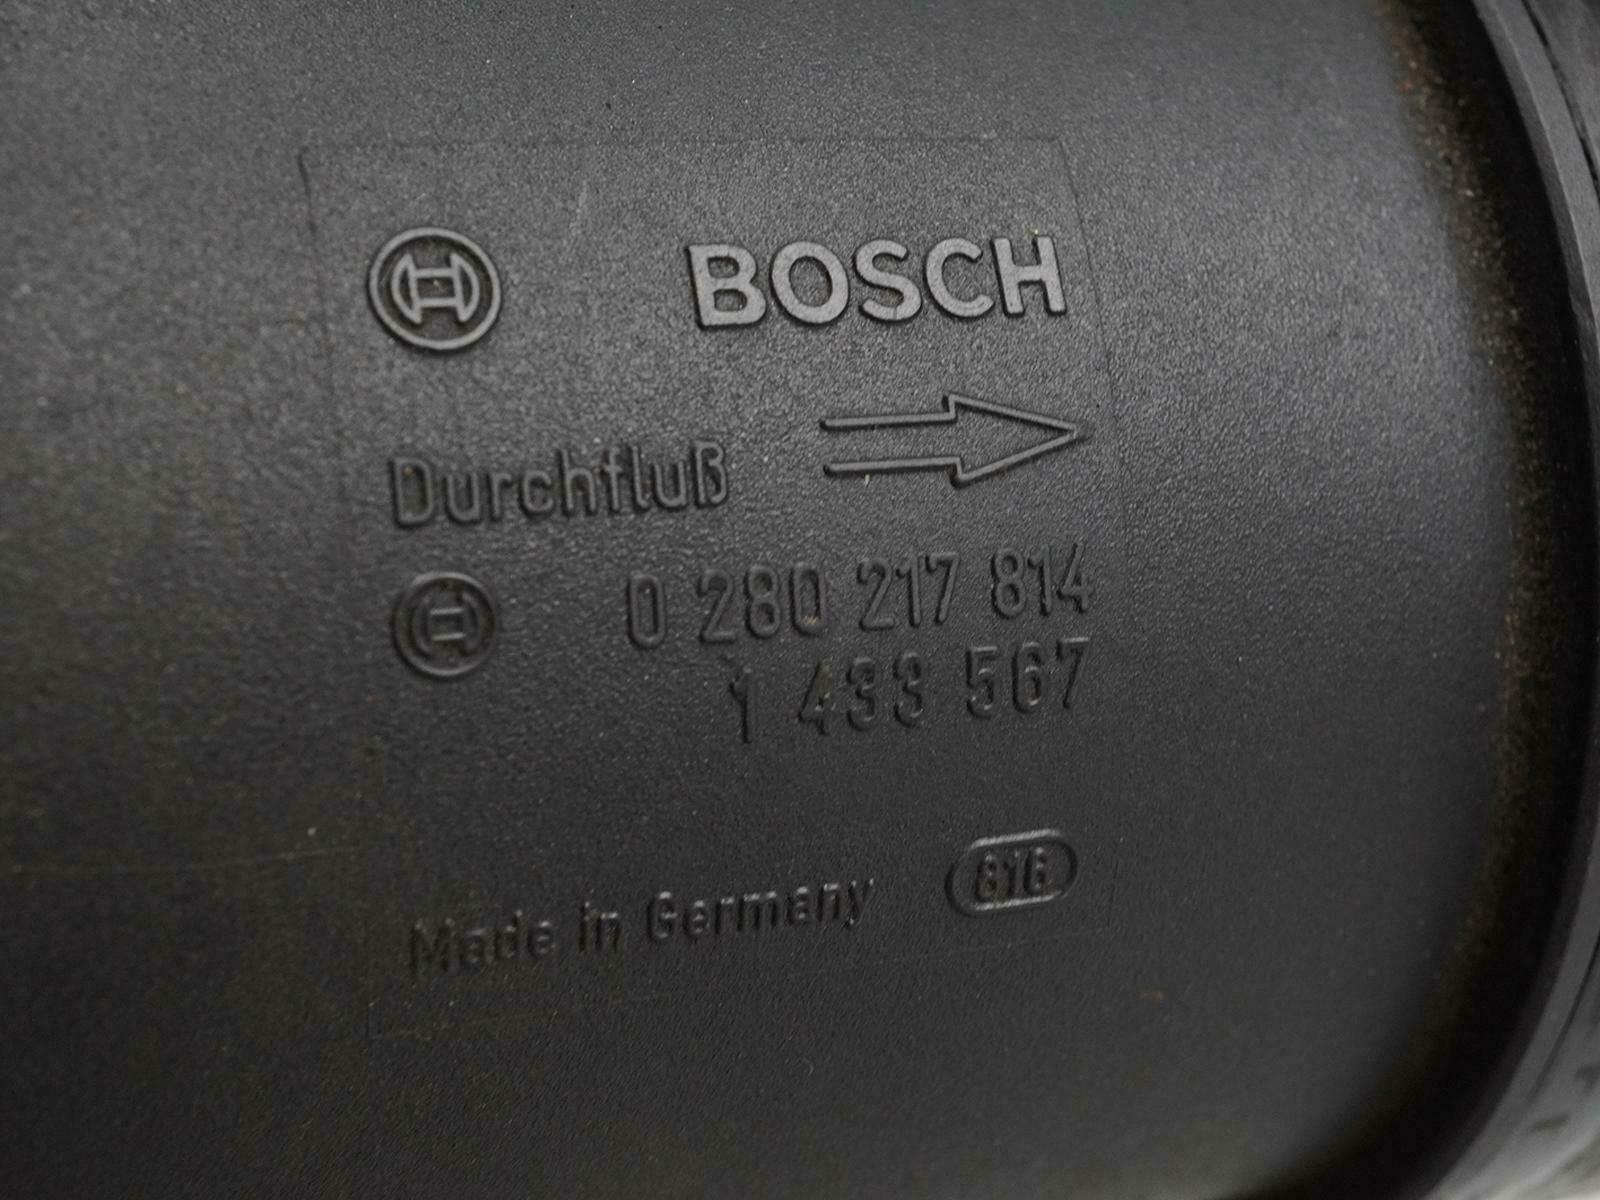 BOSCH
Durchfluß
0 280 217 814
1 433 567
Made in Germany 816